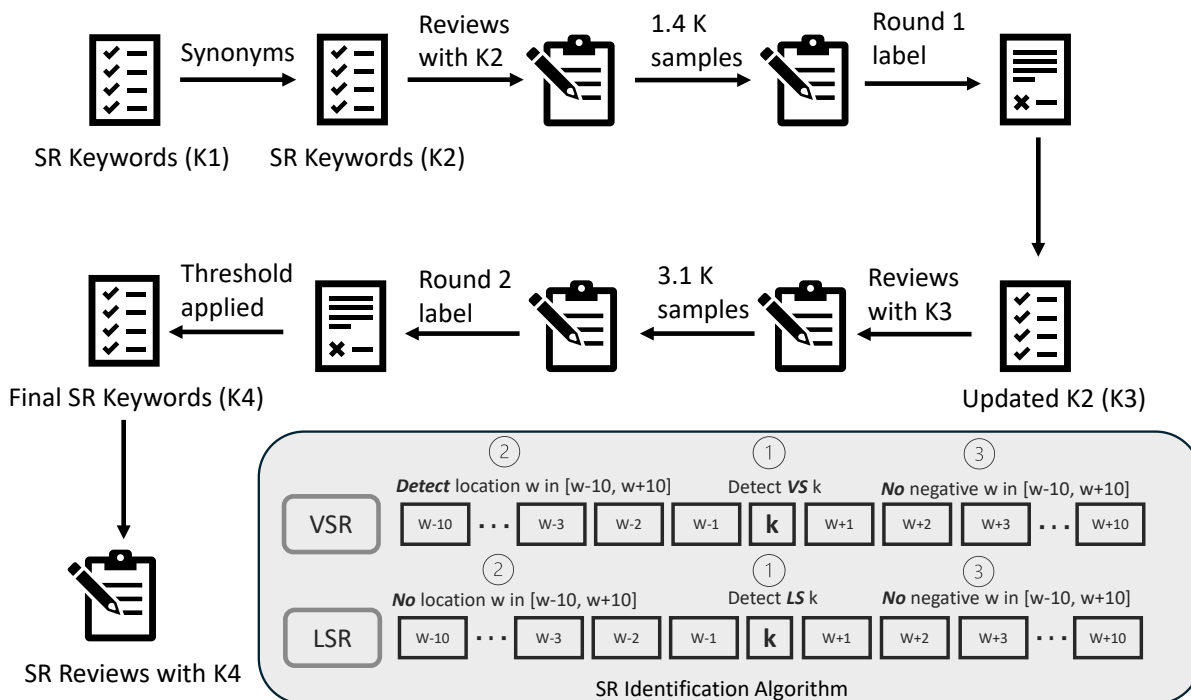 Synonyms
Reviews
with K2
1.4 K
samples
Round 1
label
SR Keywords (K1)
SR Keywords (K2)
Threshold
applied
Round 2
label
3.1 K
samples
Reviews
with K3
Final SR Keywords (K4)
Updated K2 (K3)
2 1 3
Detect location w in [w-10, w+10] Detect VS k No negative w in [w-10, w+10]
VSR W-10 ... W-3 W-2 W-1 k W+1 W+2 W+3 ... W+10
2 1 3
No location w in [w-10, w+10] Detect LS k No negative w in [w-10, w+10]
LSR W-10 ... W-3 W-2 W-1 k W+1 W+2 W+3 ... W+10
SR Reviews with K4
SR Identification Algorithm